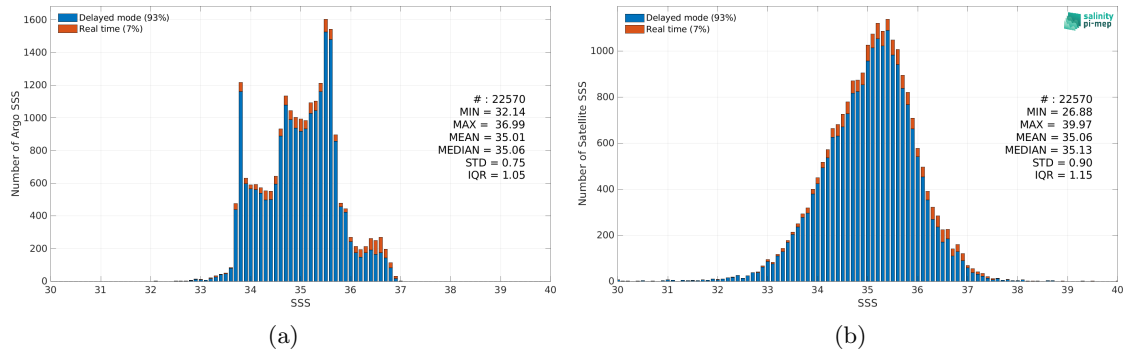 Delayed mode (93%)
Real time (7%)
1600
1400
1200
1000
800
600
400
200
0
Number of Argo SSS
# : 22570
MIN = 32.14
MAX = 36.99
MEAN = 35.01
MEDIAN = 35.06
STD = 0.75
IQR = 1.05
30 31 32 33 34 35 36 37 38 39 40
SSS
(a)
Delayed mode (93%)
Real time (7%)
salinity
pi-mep
1000
800
600
400
200
0
Number of Satellite SSS
# : 22570
MIN = 26.88
MAX = 39.97
MEAN = 35.06
MEDIAN = 35.13
STD = 0.90
IQR = 1.15
30 31 32 33 34 35 36 37 38 39 40
SSS
(b)